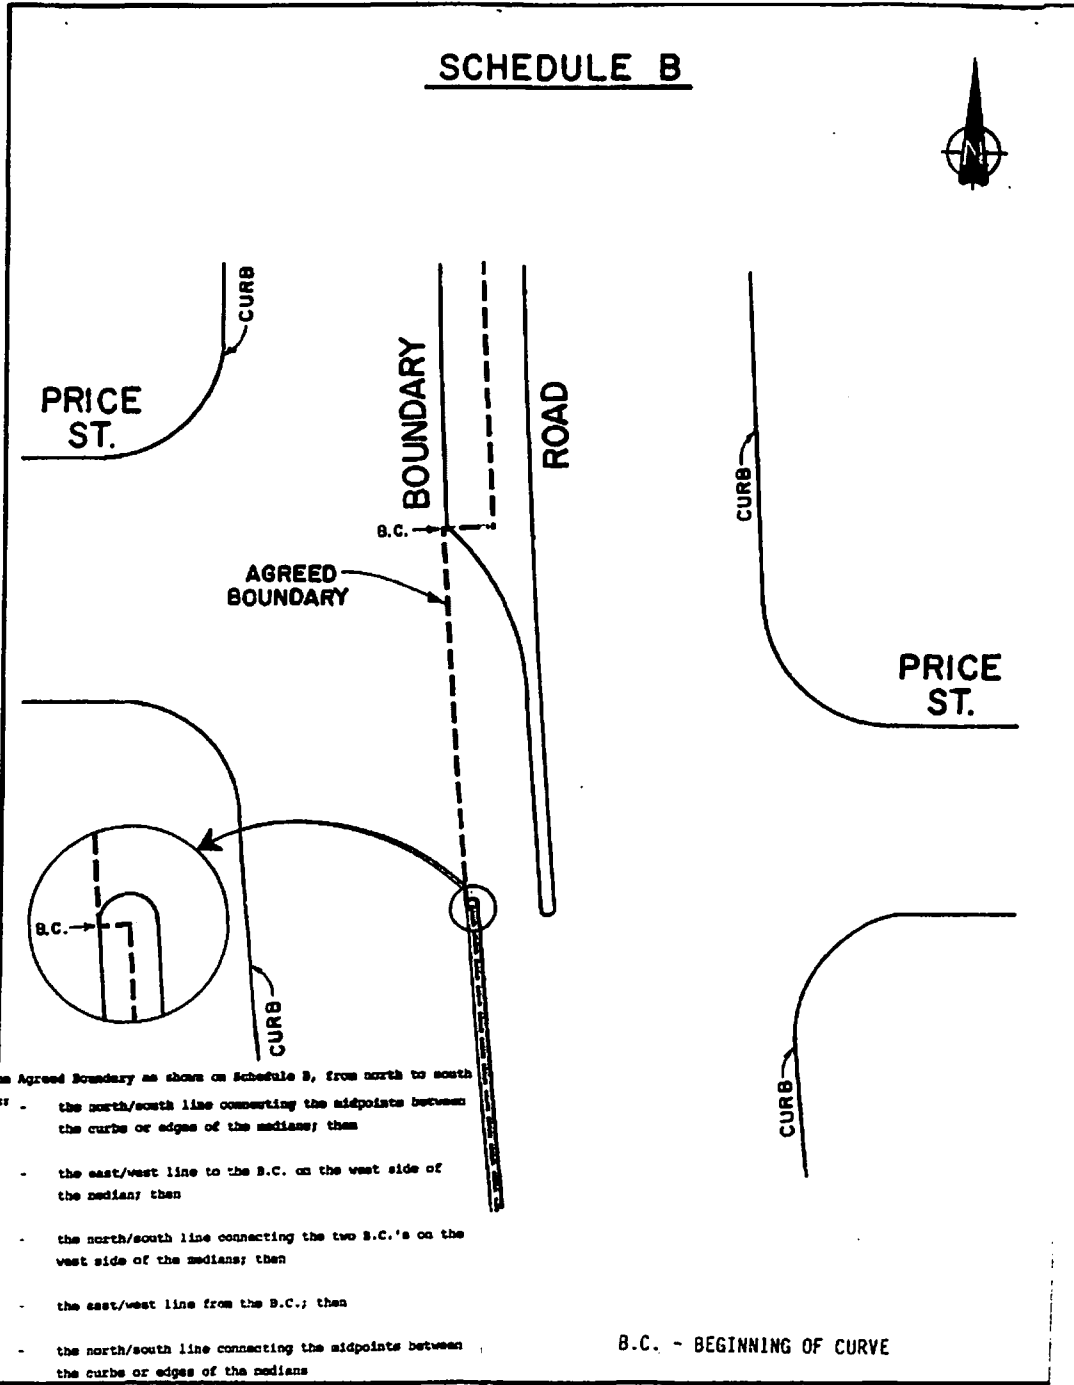 SCHEDULE B
N
CURB
PRICE
ST.
BOUNDARY
ROAD
CURB
B.C.
AGREED
BOUNDARY
PRICE
ST.
B.C.
CURB
CURB
Agreed Boundary as shown on Schedule B, from north to south
- the north/south line connecting the midpoints between
the curbs or edges of the medians; then
- the east/west line to the B.C. on the west side of
the median; then
- the north/south line connecting the two B.C.'s on the
west side of the medians; then
- the east/west line from the B.C.; then
- the north/south line connecting the midpoints between
the curbs or edges of the medians
B.C. - BEGINNING OF CURVE